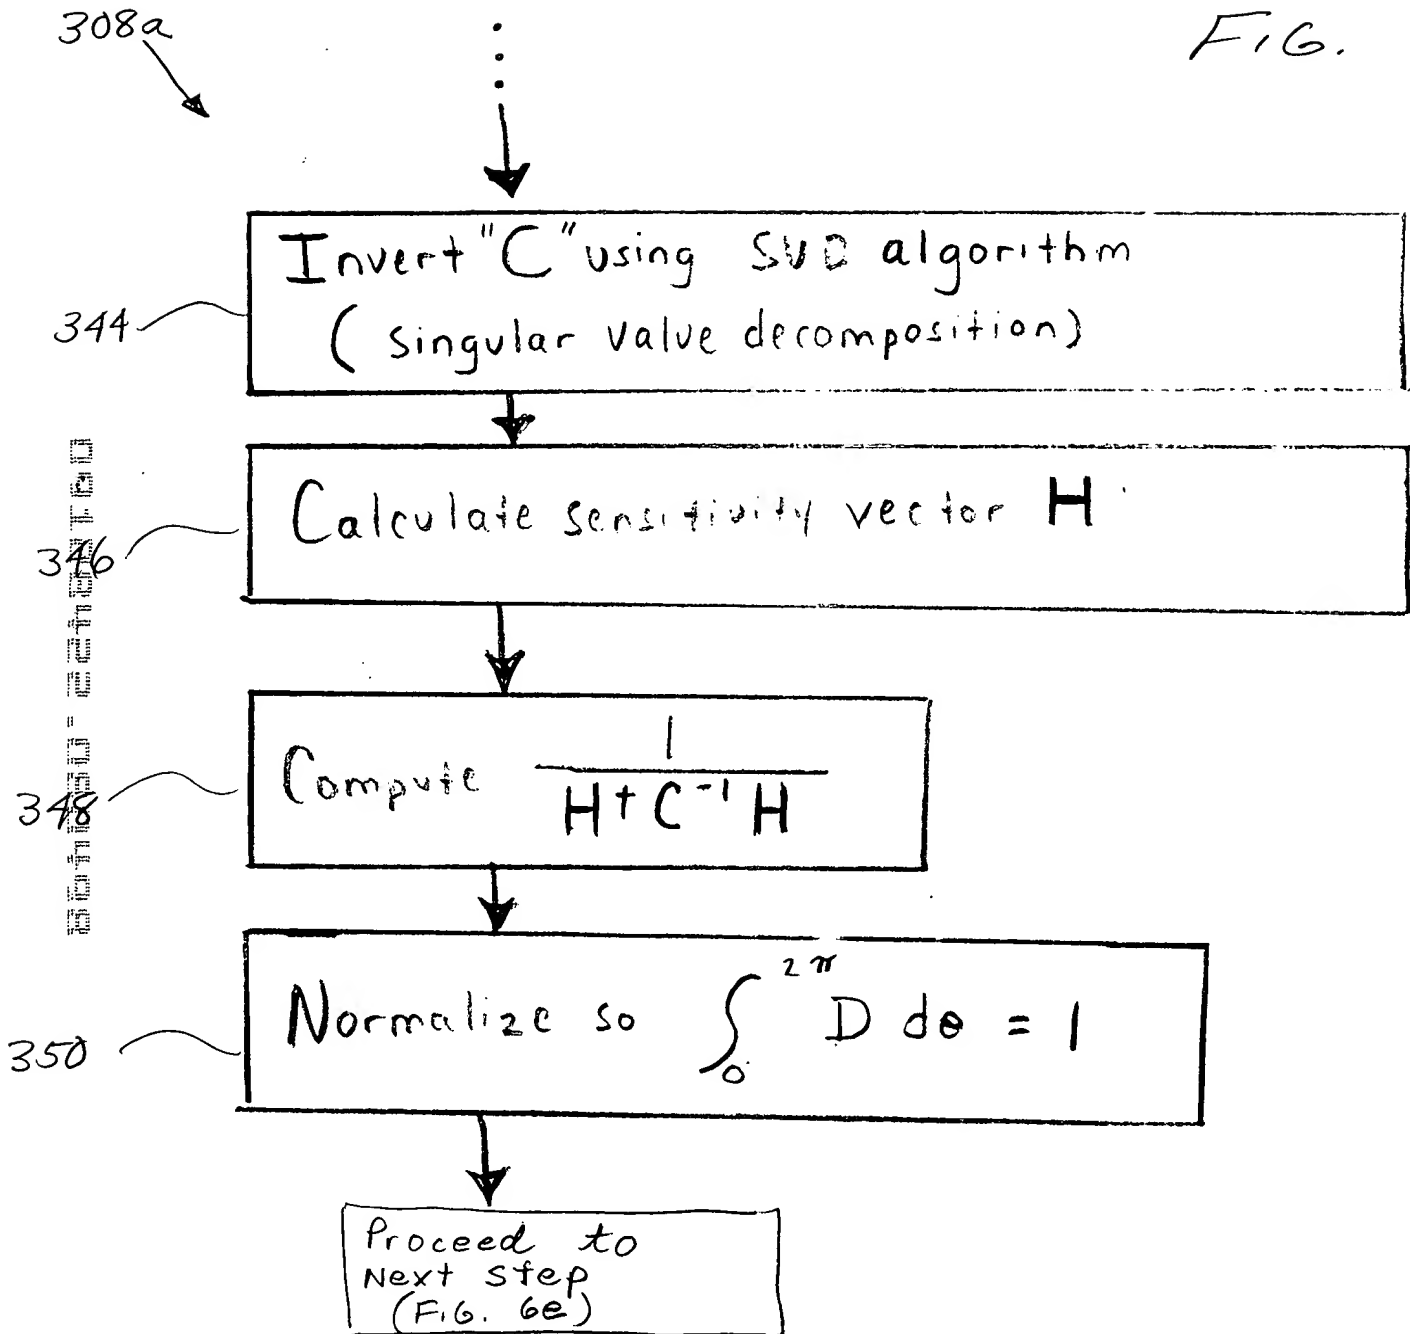 308a
FIG.
Invert "C" using SVD algorithm
(singular value decomposition)
344
Calculate sensitivity vector H
346
Compute 1 / H† C⁻¹ H
348
Normalize so ∫₀^2π D dθ = 1
350
Proceed to
Next step
(FIG. 6e)